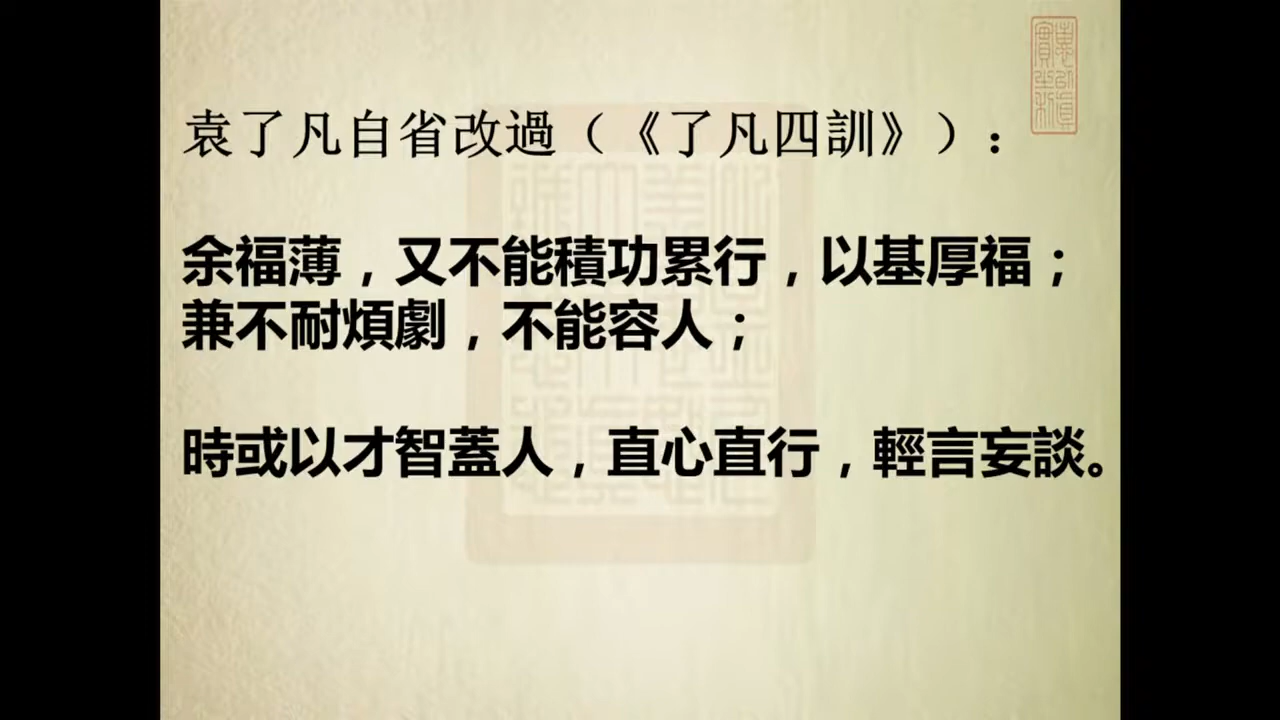 袁了凡自省改過（《了凡四訓》）：
余福薄，又不能積功累行，以基厚福；
兼不耐煩劇，不能容人；
時或以才智蓋人，直心直行，輕言妄談。